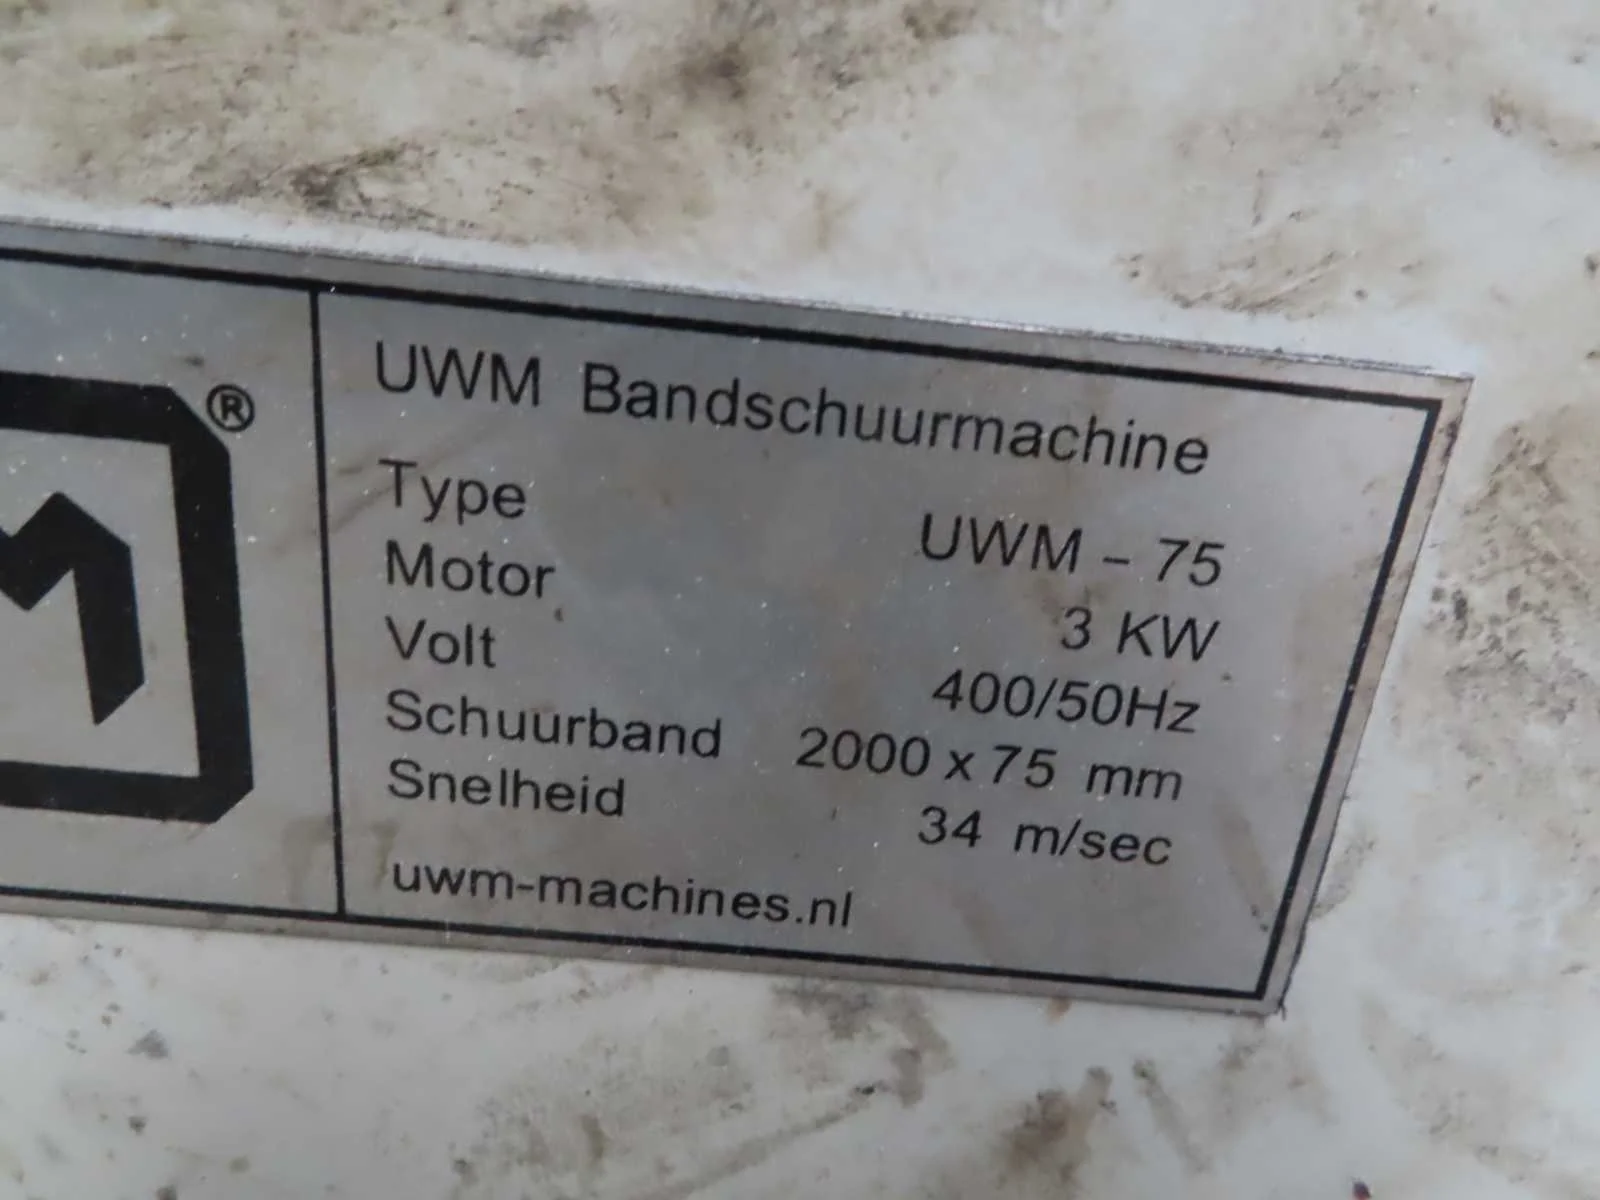 ®
UWM Bandschuurmachine
Type UWM – 75
Motor 3 KW
Volt 400/50Hz
Schuurband 2000 x 75 mm
Snelheid 34 m/sec
uwm-machines.nl